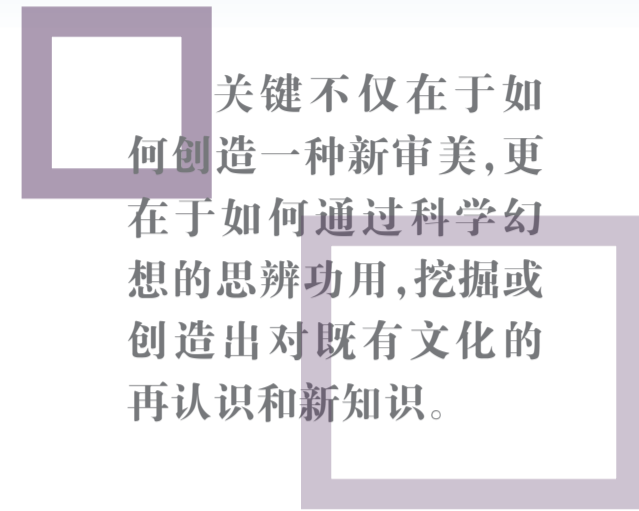 关键不仅在于如
何创造一种新审美,更
在于如何通过科学幻
想的思辨功用,挖掘或
创造出对既有文化的
再认识和新知识。